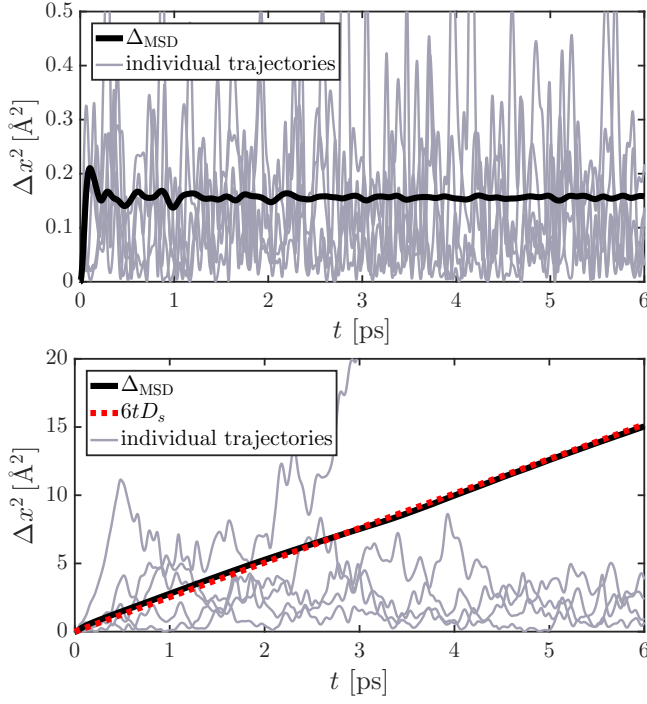 0.5
0.4
0.3
0.2
0.1
0
Δx² [Å²]
Δ_MSD
individual trajectories
0 1 2 3 4 5 6
t [ps]
20
15
10
5
0
Δx² [Å²]
Δ_MSD
6tD_s
individual trajectories
0 1 2 3 4 5 6
t [ps]